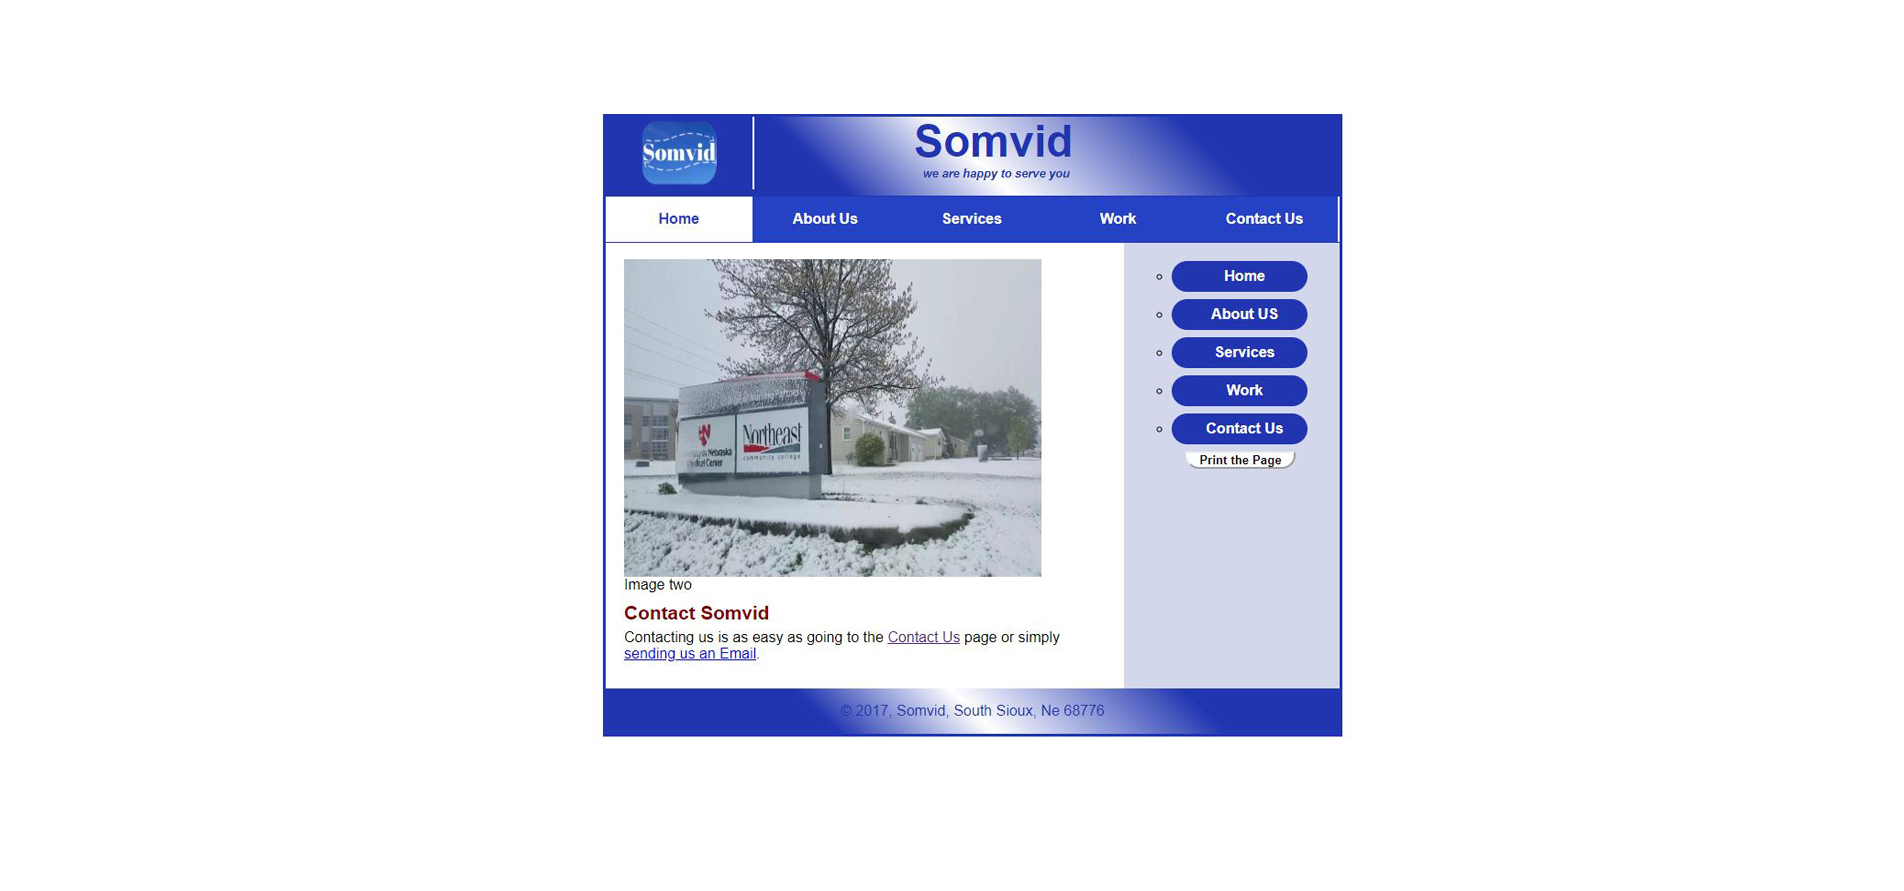 Somvid
Somvid
we are happy to serve you
Home
About Us
Services
Work
Contact Us
Northeast
community college
Nebraska
Center
Image two
Contact Somvid
Contacting us is as easy as going to the Contact Us page or simply
sending us an Email.
Home
About US
Services
Work
Contact Us
Print the Page
© 2017, Somvid, South Sioux, Ne 68776